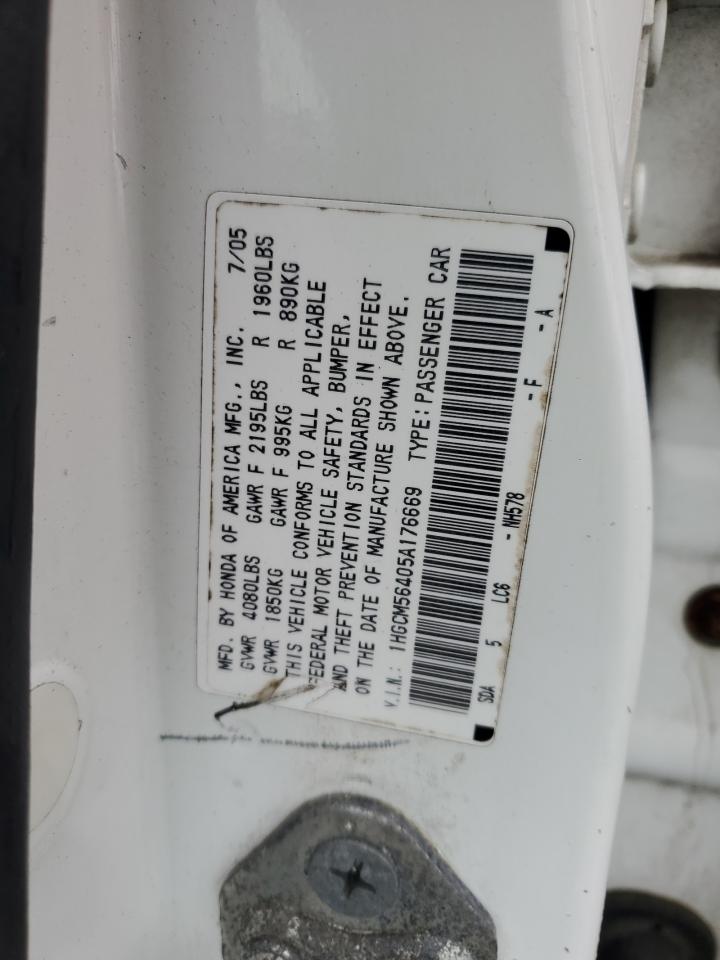 MFD. BY HONDA OF AMERICA MFG., INC. 7/05
GVWR 4080LBS GAWR F 2195LBS R 1960LBS
GVWR 1850KG GAWR F 995KG R 890KG
THIS VEHICLE CONFORMS TO ALL APPLICABLE
FEDERAL MOTOR VEHICLE SAFETY, BUMPER,
AND THEFT PREVENTION STANDARDS IN EFFECT
ON THE DATE OF MANUFACTURE SHOWN ABOVE.
V.I.N.: 1HGCM56405A176669 TYPE: PASSENGER CAR
SDA 5 LC6 - NH578 - F - A